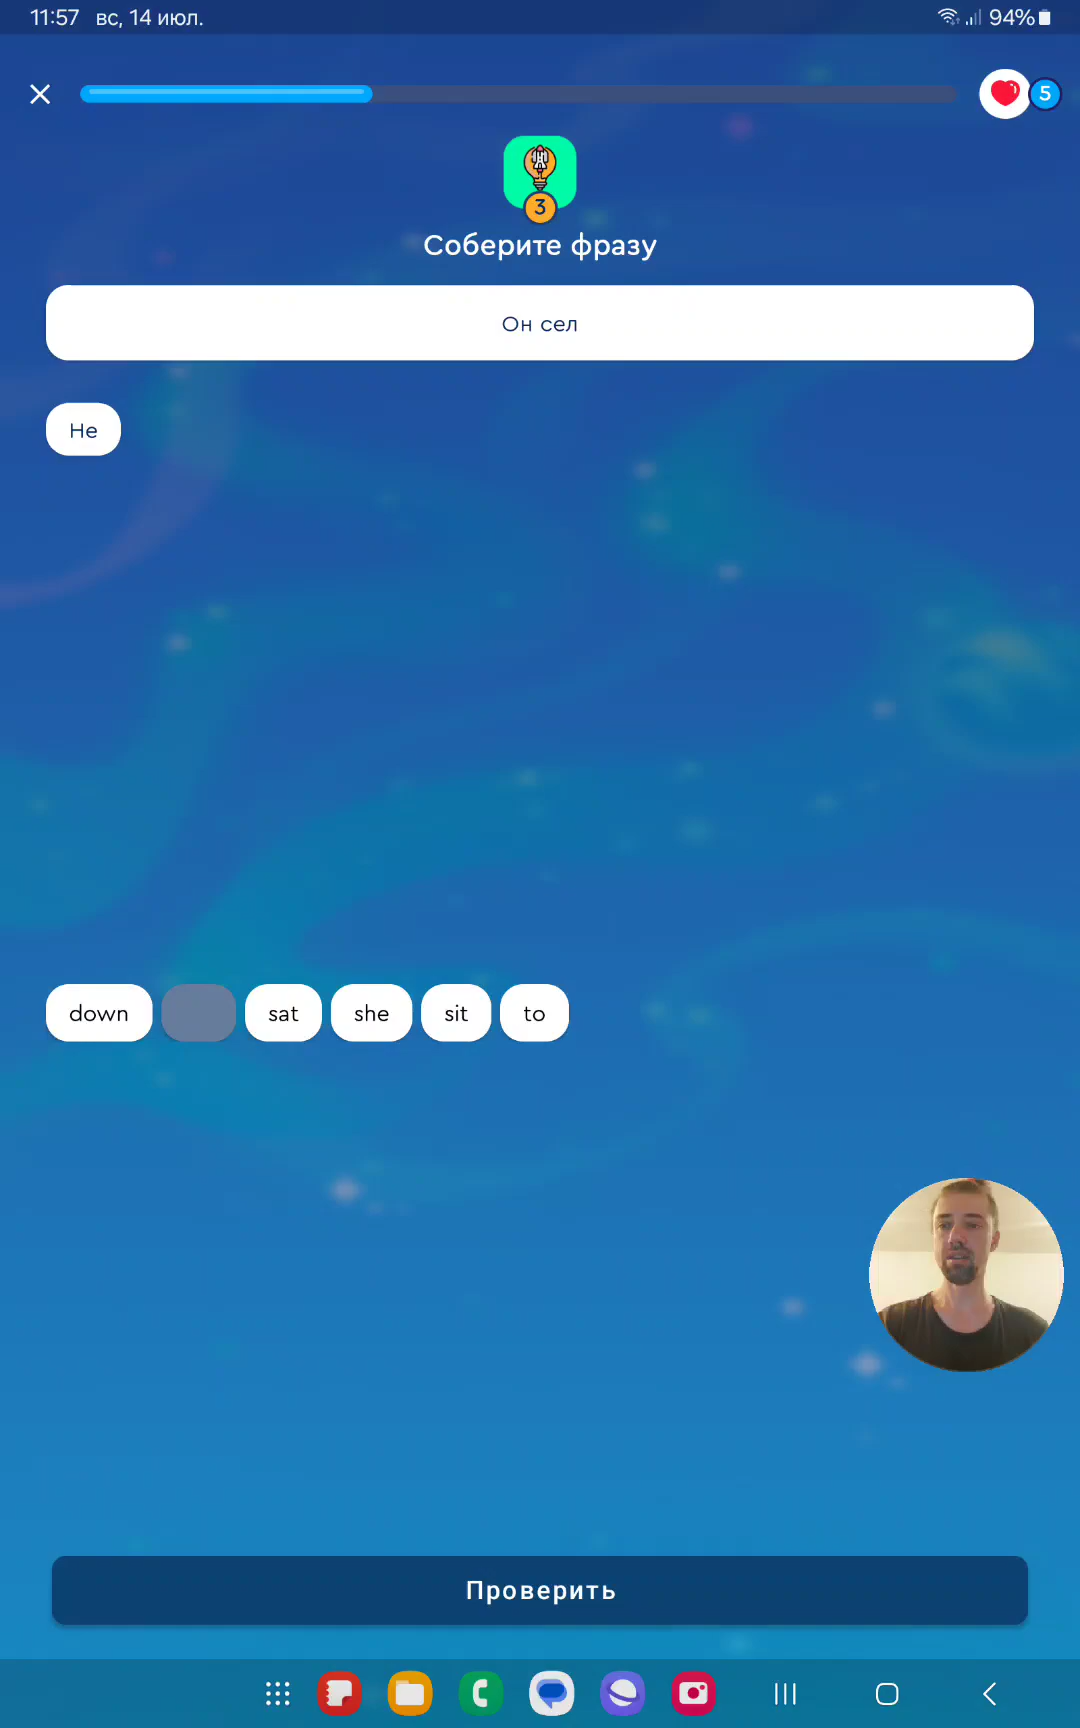 11:57 вс, 14 июл. 94%
5
3
Соберите фразу
Он сел
He
down sat she sit to
Проверить